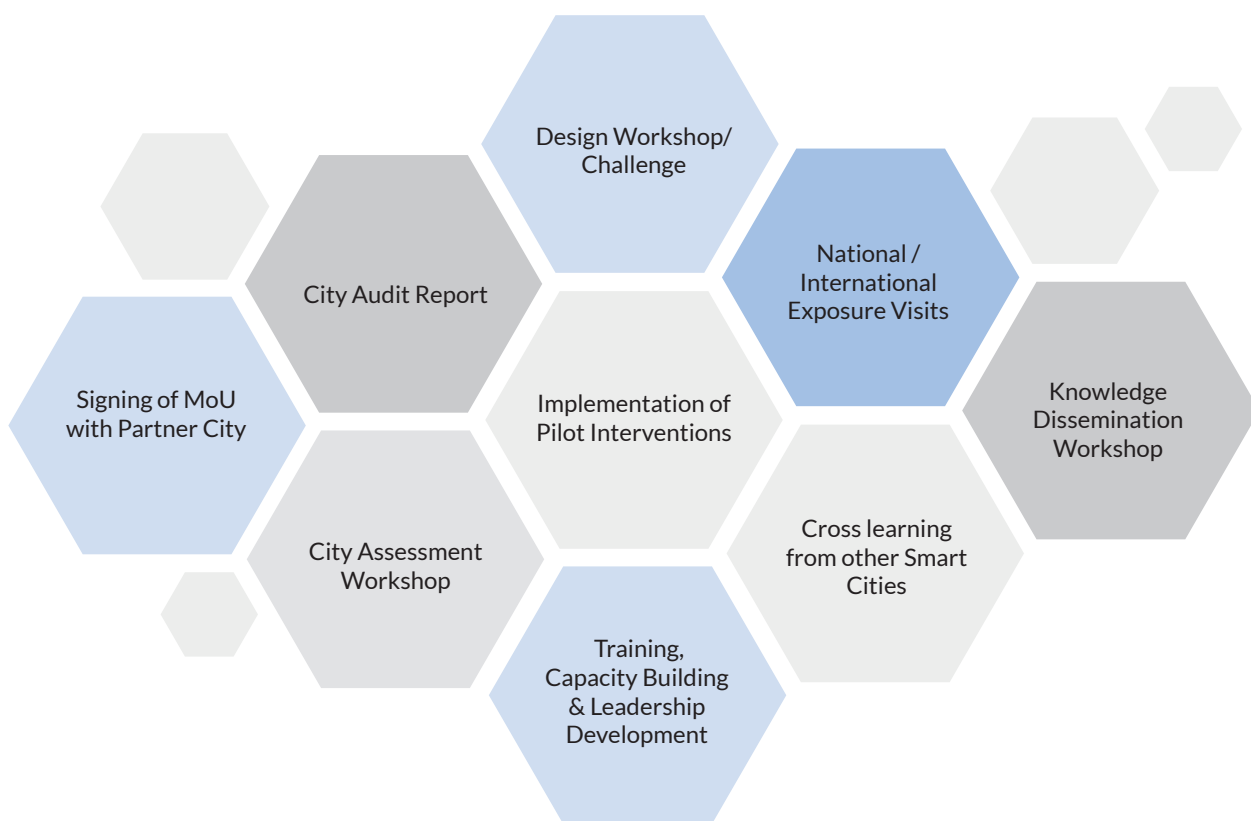 Design Workshop/
Challenge
National /
International
Exposure Visits
City Audit Report
Signing of MoU
with Partner City
Implementation of
Pilot Interventions
Knowledge
Dissemination
Workshop
City Assessment
Workshop
Cross learning
from other Smart
Cities
Training,
Capacity Building
& Leadership
Development